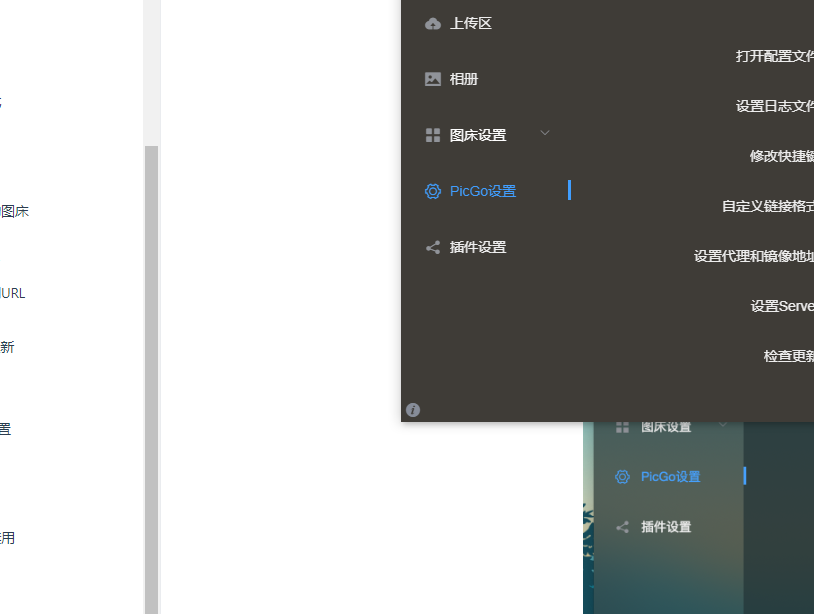 图床
URL
新
置
用
上传区
相册
图床设置
PicGo设置
插件设置
打开配置文件
设置日志文件
修改快捷键
自定义链接格式
设置代理和镜像地址
设置Serve
检查更新
图床设置
PicGo设置
插件设置